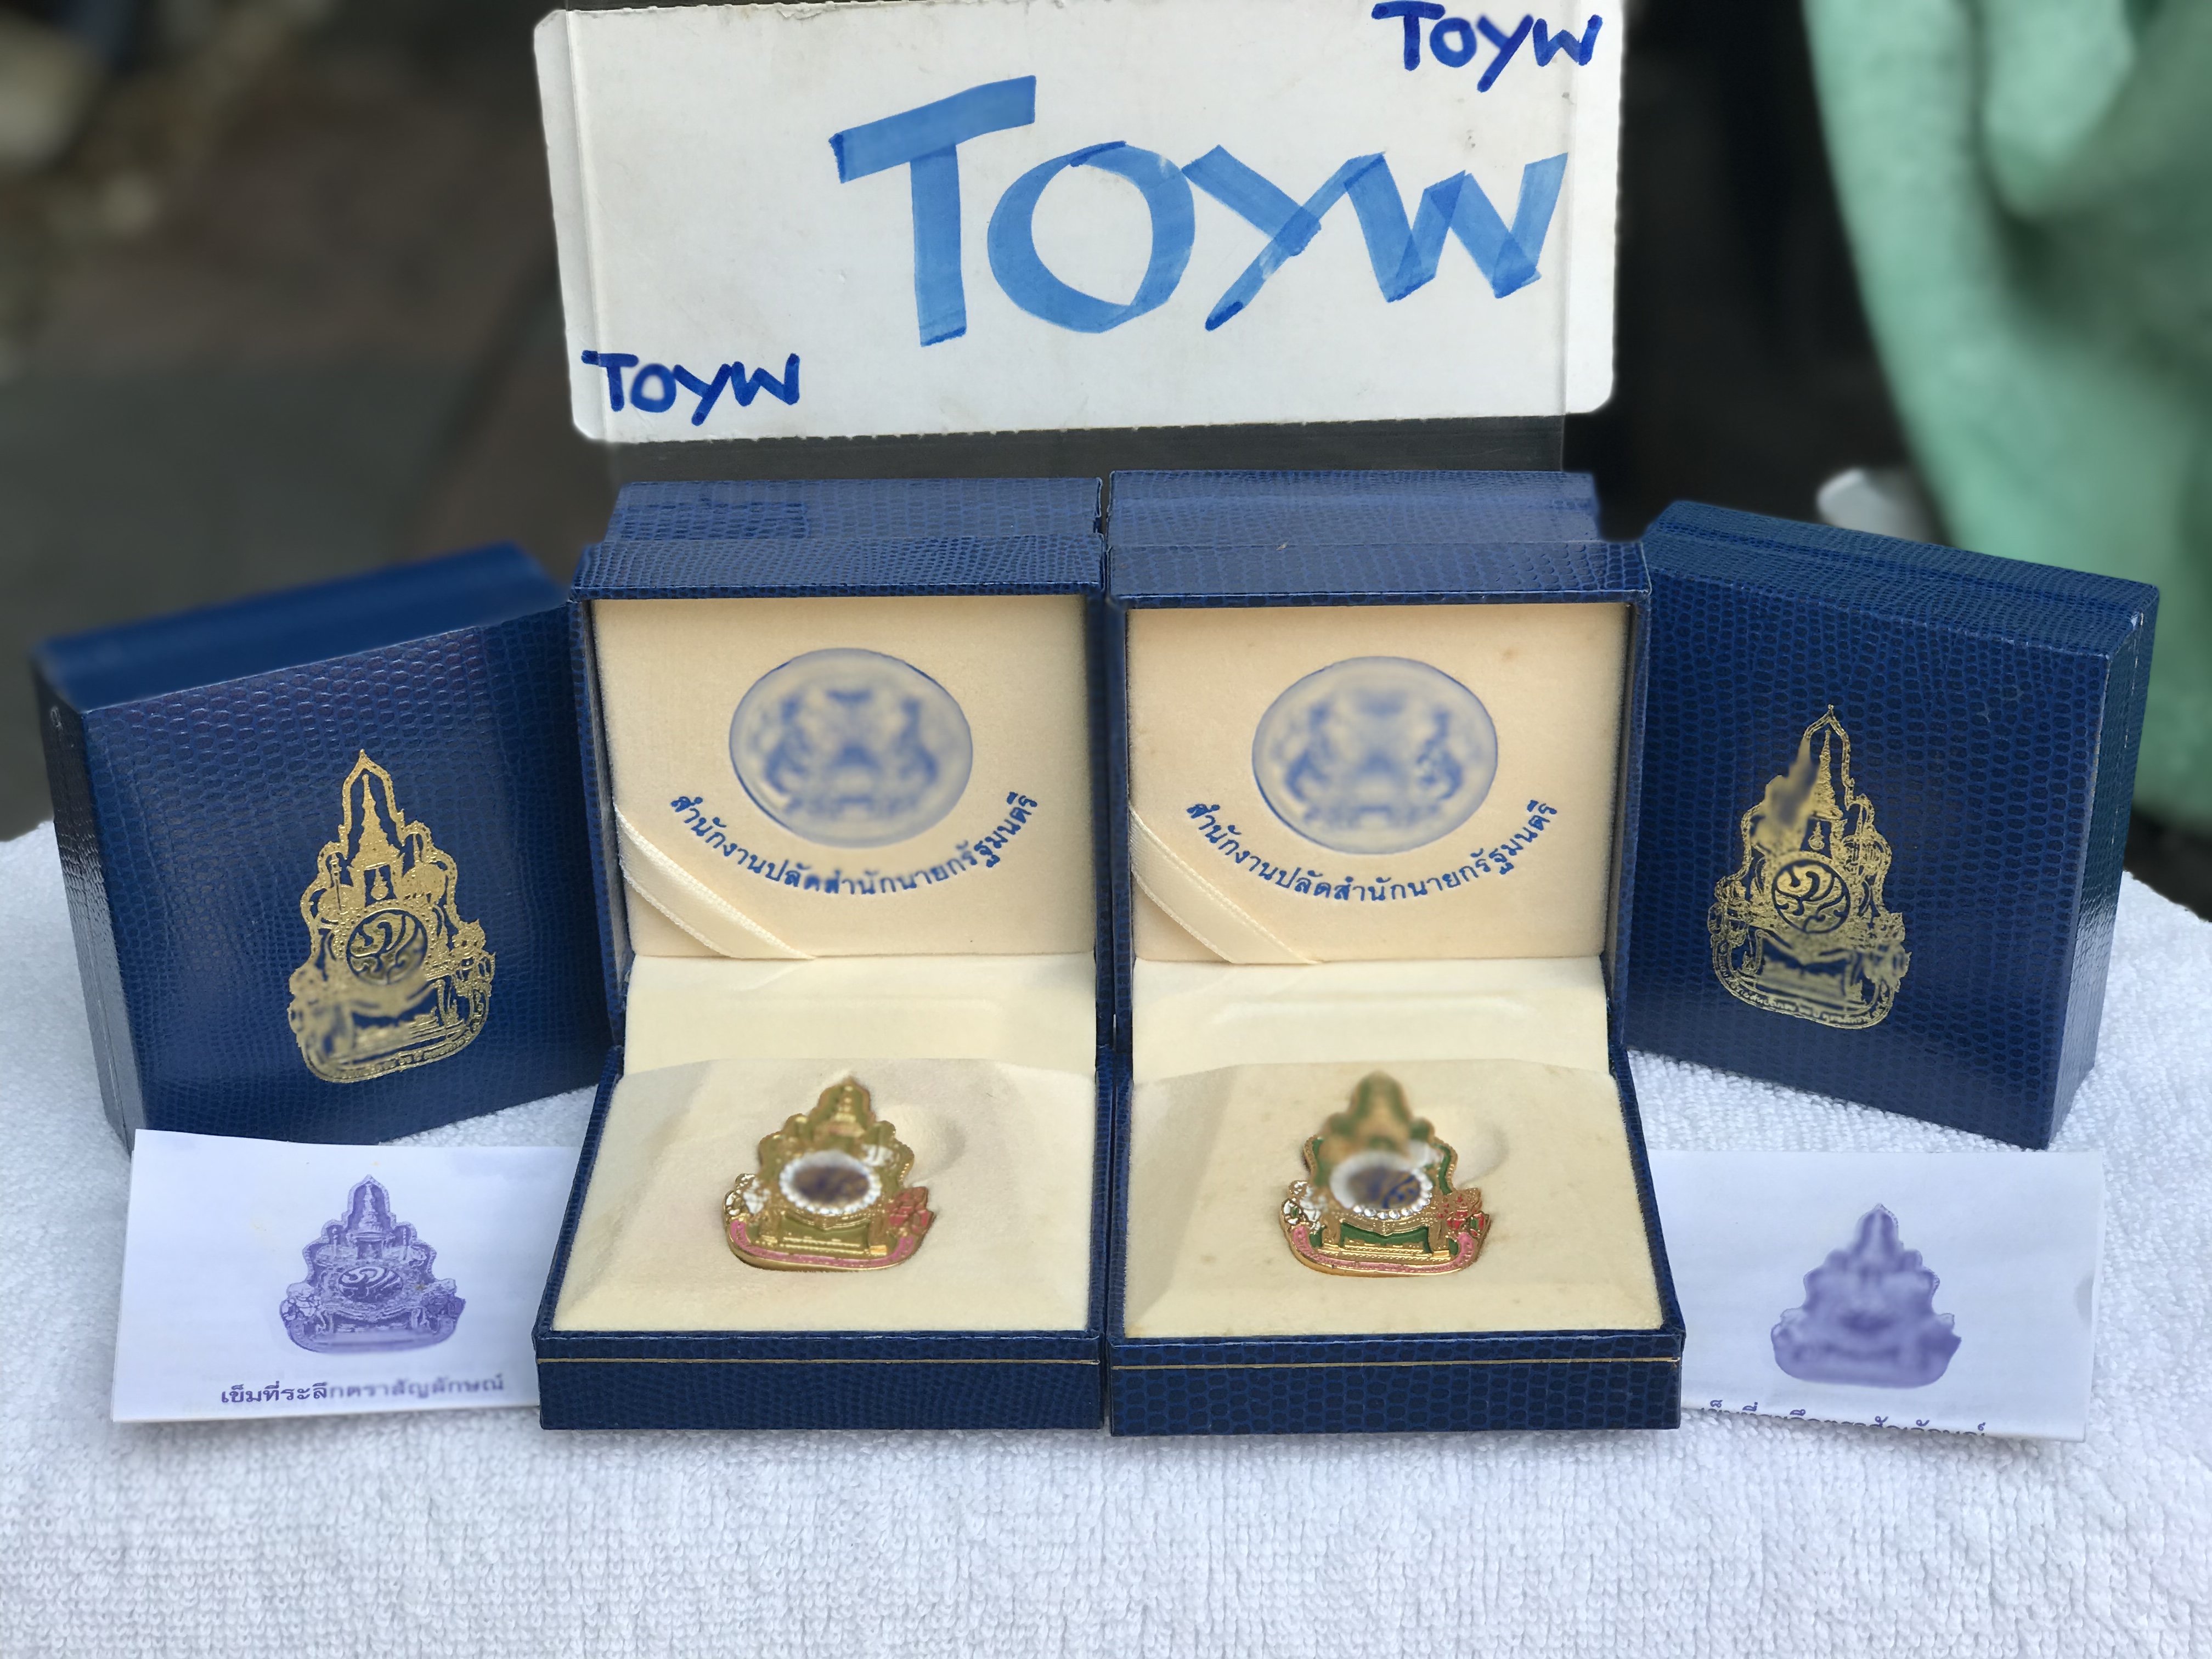 TOYW
TOYW
TOYW
สำนักงานปลัดสำนักนายกรัฐมนตรี
สำนักงานปลัดสำนักนายกรัฐมนตรี
เข็มที่ระลึกตราสัญลักษณ์